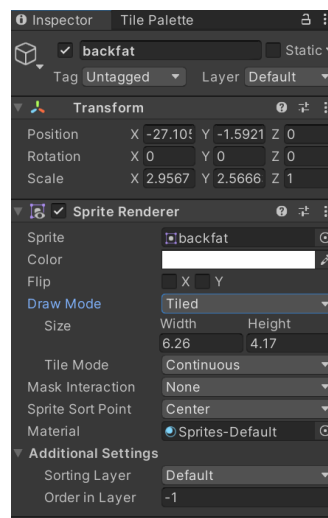 Inspector Tile Palette
backfat Static
Tag Untagged Layer Default
Transform
Position X -27.105 Y -1.5921 Z 0
Rotation X 0 Y 0 Z 0
Scale X 2.9567 Y 2.5666 Z 1
Sprite Renderer
Sprite backfat
Color
Flip X Y
Draw Mode Tiled
Size Width Height
6.26 4.17
Tile Mode Continuous
Mask Interaction None
Sprite Sort Point Center
Material Sprites-Default
Additional Settings
Sorting Layer Default
Order in Layer -1